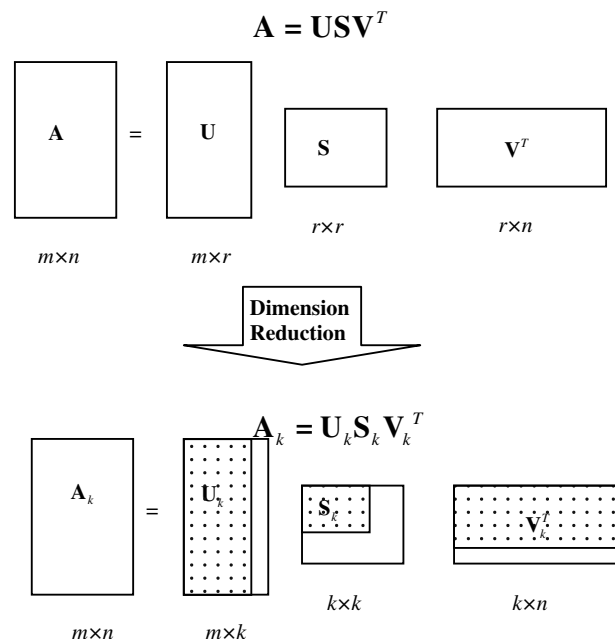 A = USV^T
A = U S V^T
m×n m×r r×r r×n
Dimension
Reduction
A_k = U_k S_k V_k^T
A_k = U_k S_k V_k^T
m×n m×k k×k k×n